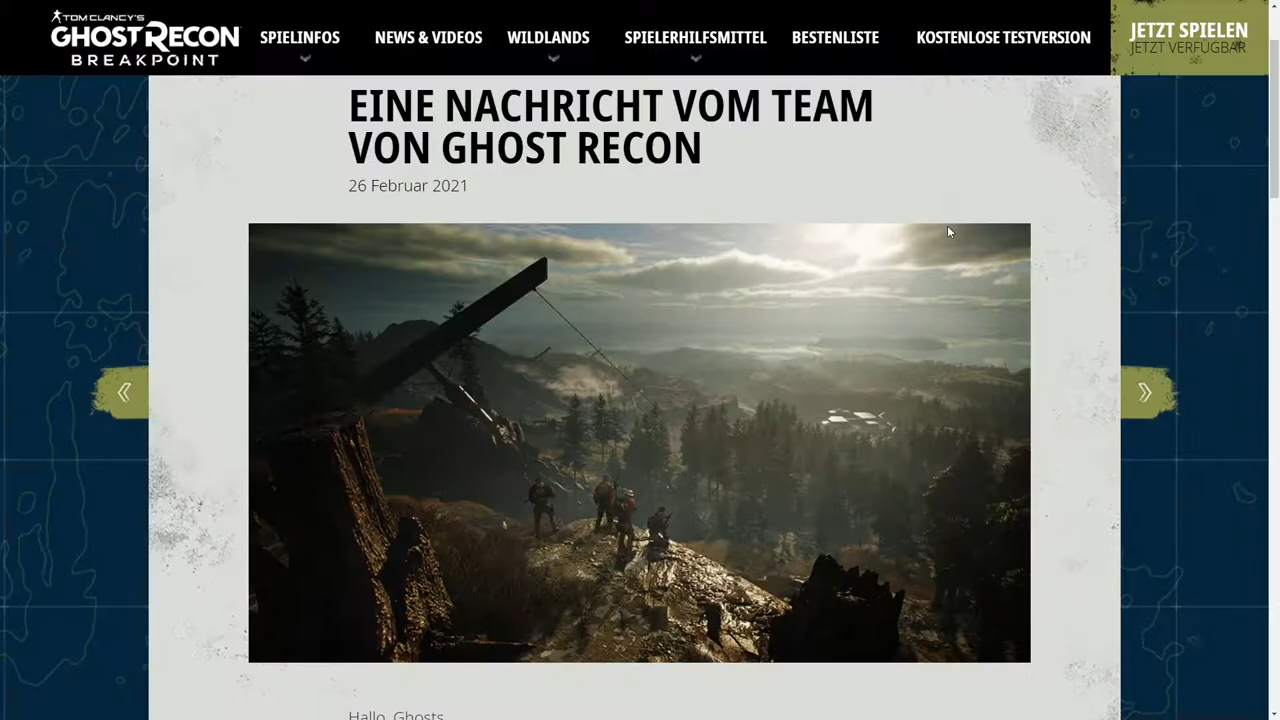 TOM CLANCY'S
GHOST RECON
BREAKPOINT
SPIELINFOS
NEWS & VIDEOS
WILDLANDS
SPIELERHILFSMITTEL
BESTENLISTE
KOSTENLOSE TESTVERSION
JETZT SPIELEN
JETZT VERFÜGBAR
EINE NACHRICHT VOM TEAM
VON GHOST RECON
26 Februar 2021
Hallo, Ghosts